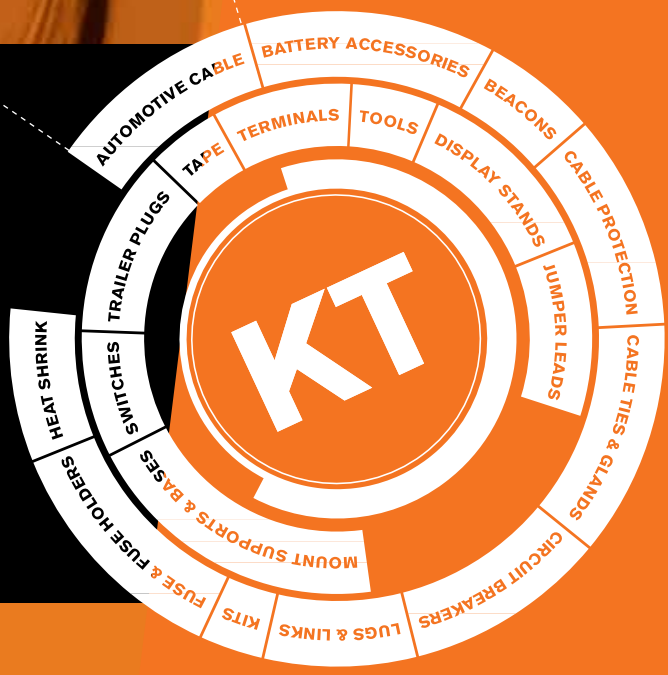 AUTOMOTIVE CABLE
BATTERY ACCESSORIES
BEACONS
CABLE PROTECTION
CABLE TIES & GLANDS
CIRCUIT BREAKERS
LUGS & LINKS
KITS
FUSE & FUSE HOLDERS
HEAT SHRINK
TAPE
TERMINALS
TOOLS
DISPLAY STANDS
JUMPER LEADS
MOUNT SUPPORTS & BASES
SWITCHES
TRAILER PLUGS
KT